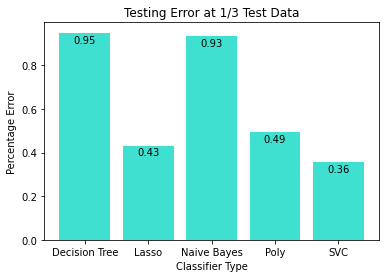 Testing Error at 1/3 Test Data
Percentage Error
0.8
0.6
0.4
0.2
0.0
0.95
0.43
0.93
0.49
0.36
Decision Tree Lasso Naive Bayes Poly SVC
Classifier Type